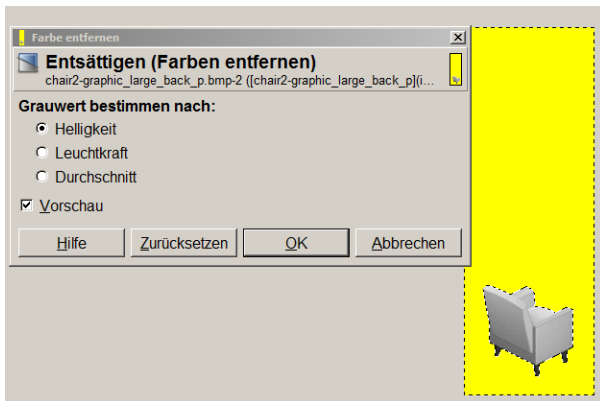 Farbe entfernen
Entsättigen (Farben entfernen)
chair2-graphic_large_back_p.bmp-2 ([chair2-graphic_large_back_p](i...
Grauwert bestimmen nach:
Helligkeit
Leuchtkraft
Durchschnitt
Vorschau
Hilfe Zurücksetzen OK Abbrechen